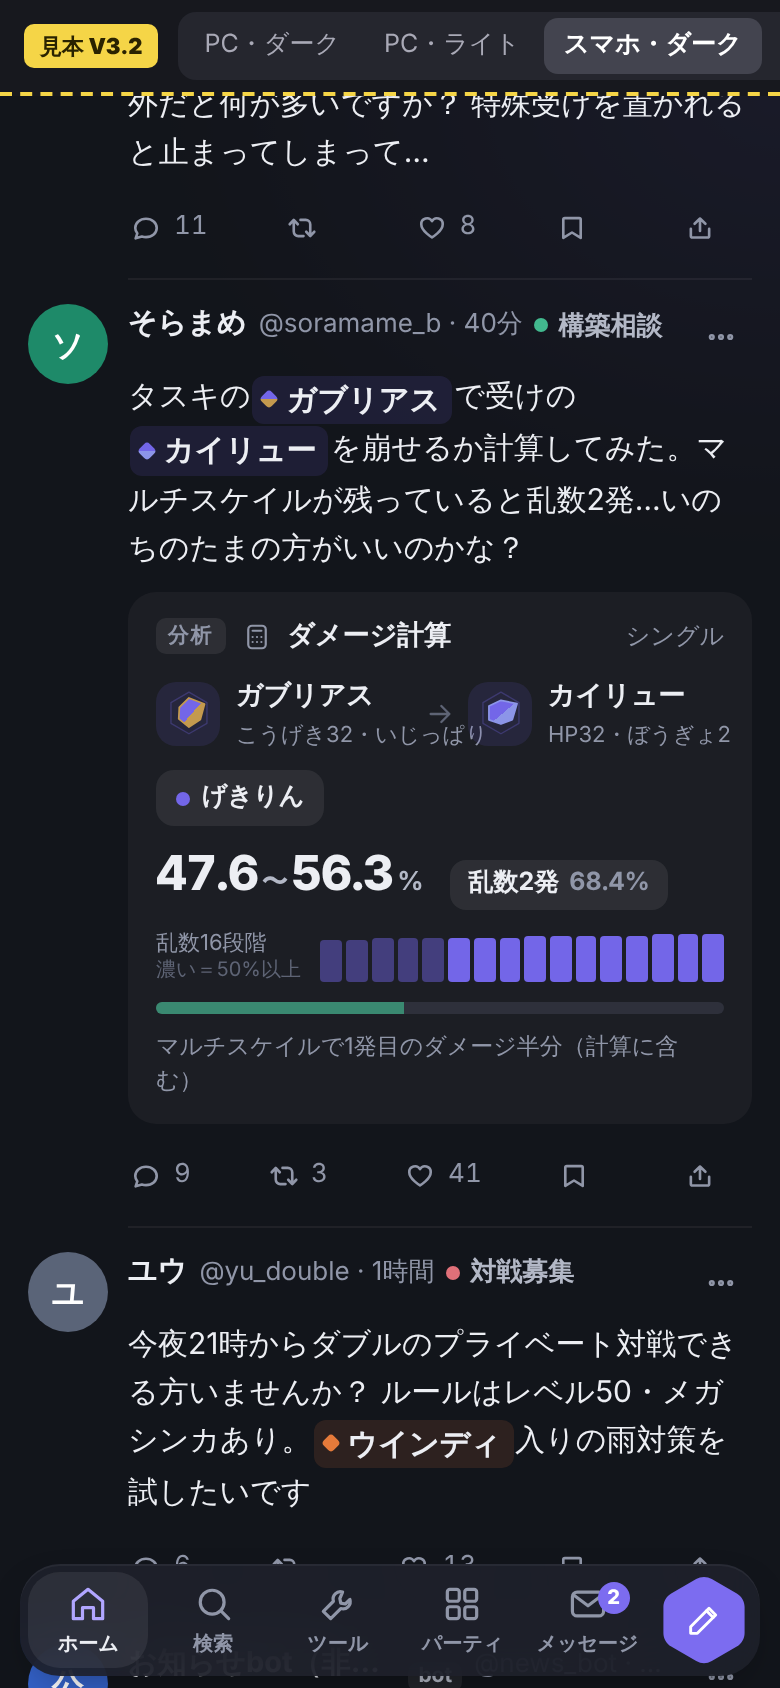 見本 V3.2
PC・ダーク
PC・ライト
スマホ・ダーク
外だと何が多いですか？ 特殊受けを置かれる
と止まってしまって…
11
8
ソ
そらまめ @soramame_b · 40分 構築相談
タスキの ガブリアス で受けの
カイリュー を崩せるか計算してみた。マ
ルチスケイルが残っていると乱数2発…いの
ちのたまの方がいいのかな？
分析 ダメージ計算 シングル
ガブリアス → カイリュー
こうげき32・いじっぱり HP32・ぼうぎょ2
げきりん
47.6～56.3% 乱数2発 68.4%
乱数16段階
濃い＝50%以上
マルチスケイルで1発目のダメージ半分（計算に含
む）
9
3
41
ユ
ユウ @yu_double · 1時間 対戦募集
今夜21時からダブルのプライベート対戦でき
る方いませんか？ ルールはレベル50・メガ
シンカあり。 ウインディ 入りの雨対策を
試したいです
6
13
2
ホーム
検索
ツール
パーティ
メッセージ
お知らせbot（非… bot @news_bot · …